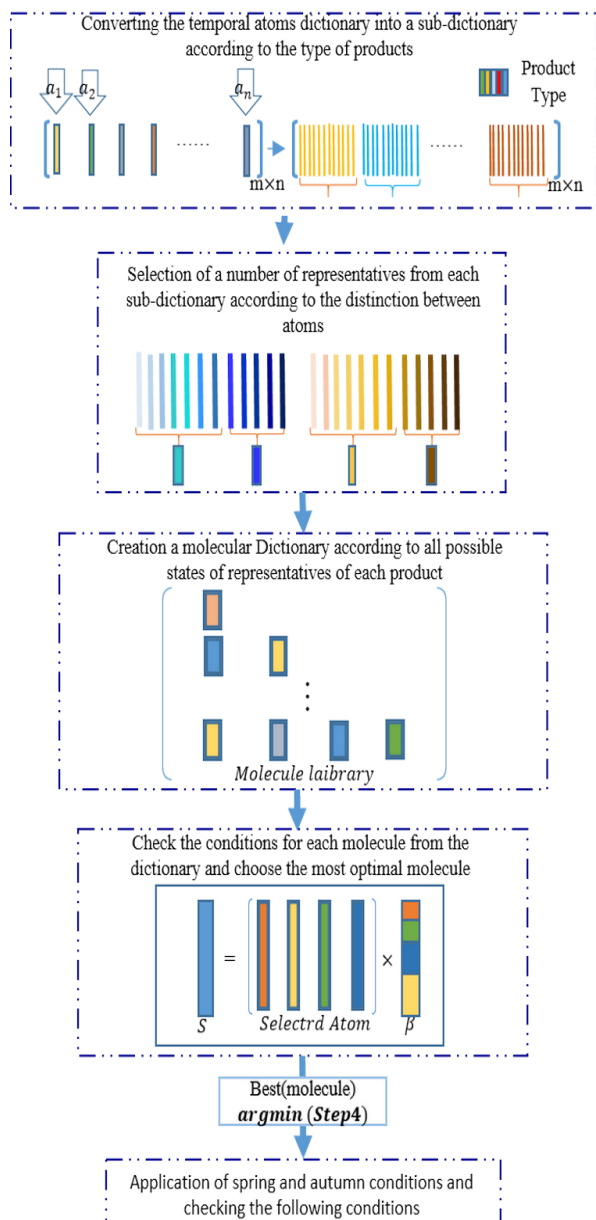 Converting the temporal atoms dictionary into a sub-dictionary
according to the type of products
a1 a2 an
Product
Type
...... ......
m×n m×n
Selection of a number of representatives from each
sub-dictionary according to the distinction between
atoms
Creation a molecular Dictionary according to all possible
states of representatives of each product
⋮
Molecule laibrary
Check the conditions for each molecule from the
dictionary and choose the most optimal molecule
= ×
S Selectrd Atom β
Best(molecule)
argmin (Step4)
Application of spring and autumn conditions and
checking the following conditions